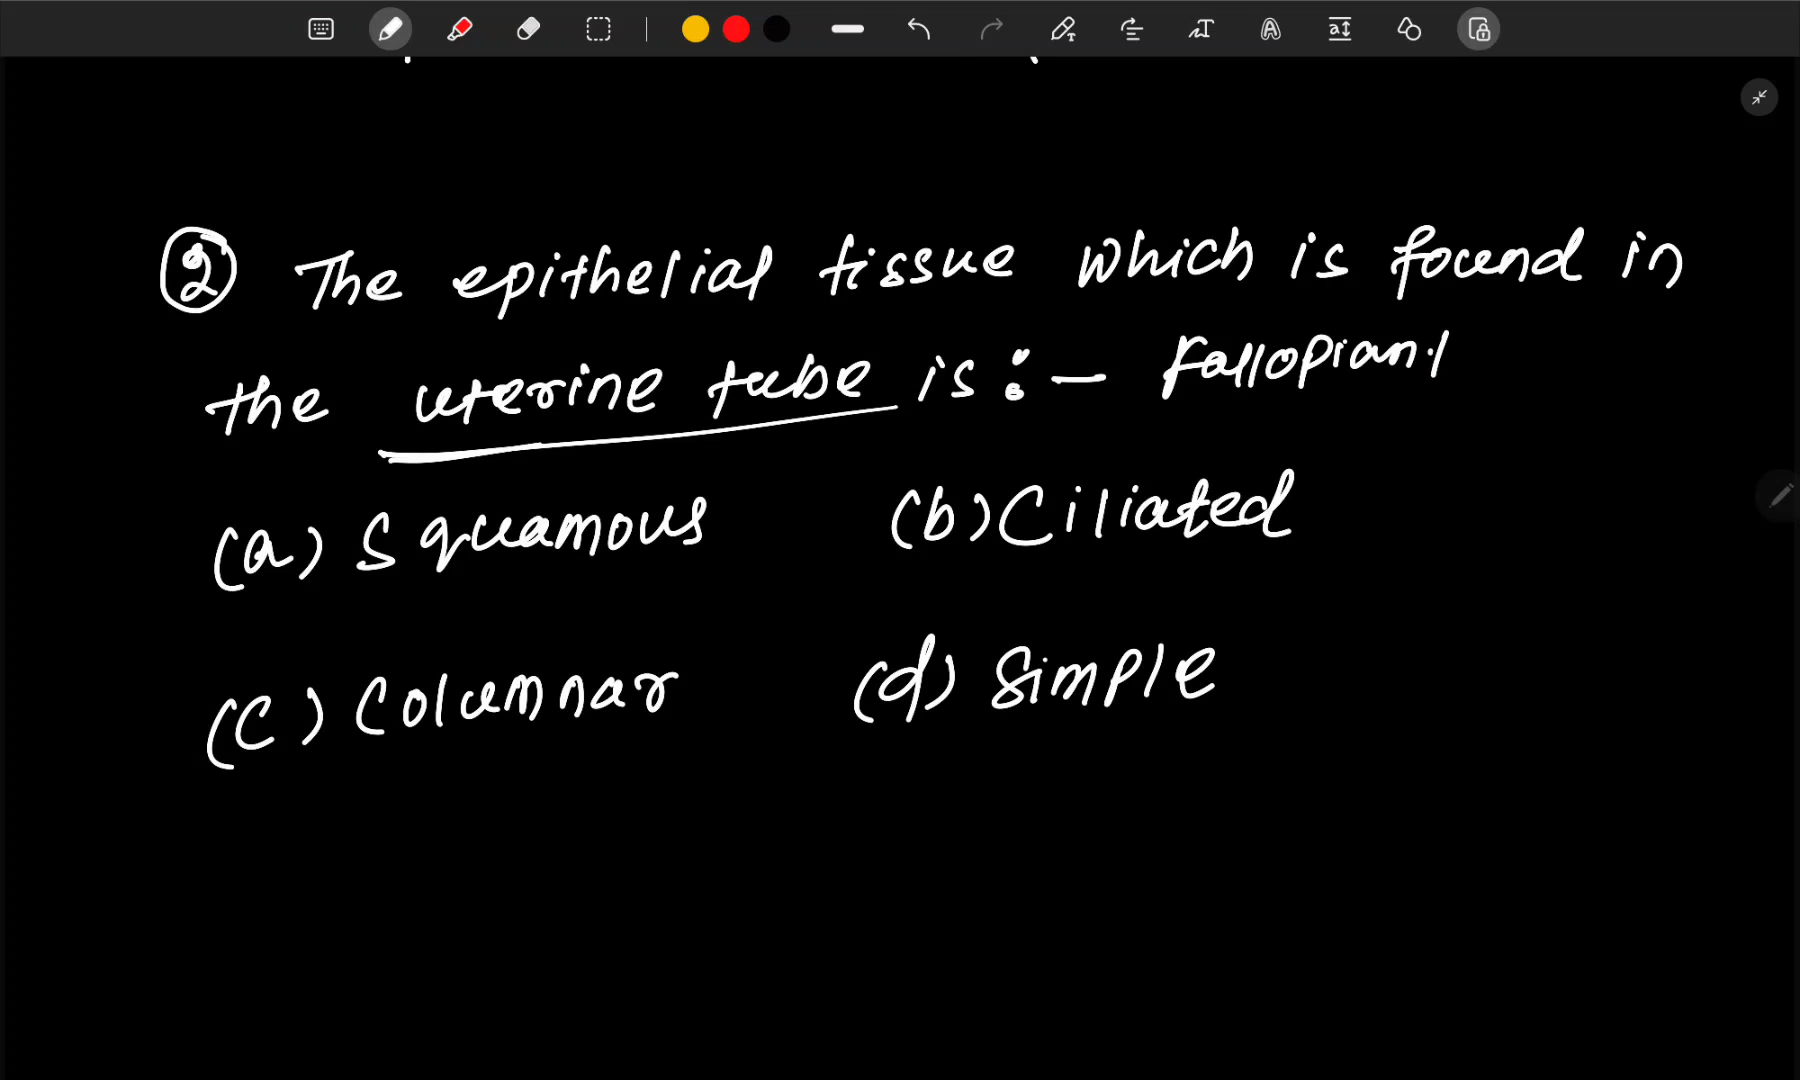 ② The epithelial tissue which is found in
the uterine tube is :- fallopian t
(a) Squamous (b) Ciliated
(c) Columnar (d) Simple